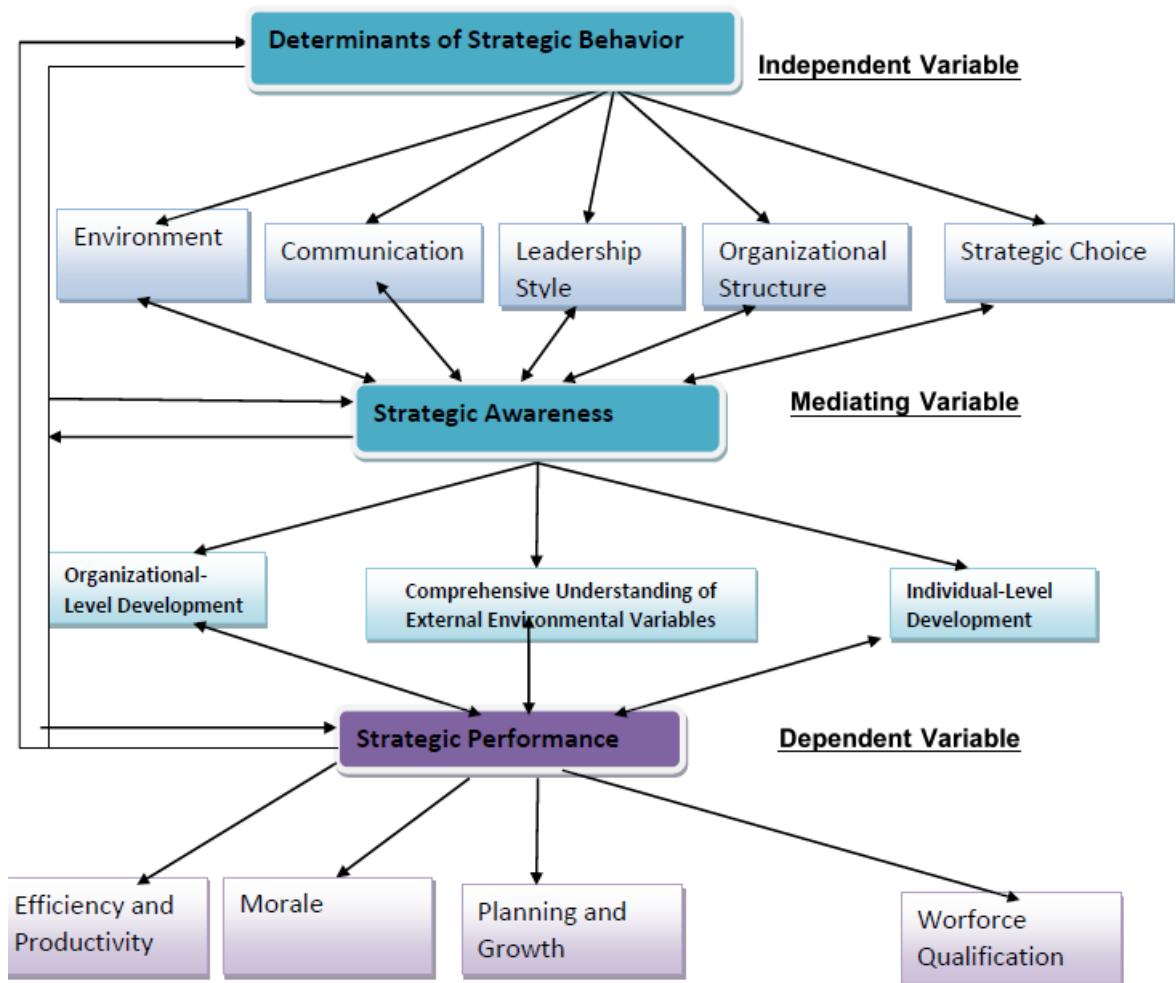 Determinants of Strategic Behavior
Independent Variable
Environment
Communication
Leadership
Style
Organizational
Structure
Strategic Choice
Strategic Awareness
Mediating Variable
Organizational-
Level Development
Comprehensive Understanding of
External Environmental Variables
Individual-Level
Development
Strategic Performance
Dependent Variable
Efficiency and
Productivity
Morale
Planning and
Growth
Worforce
Qualification